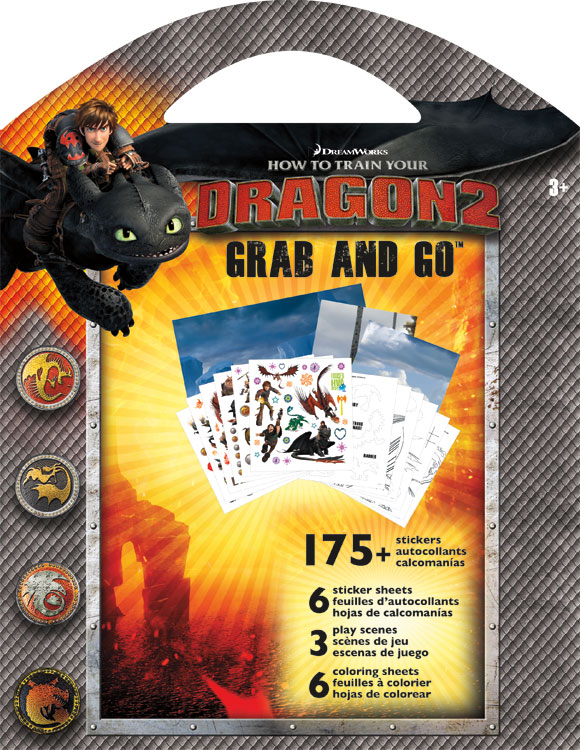 DREAMWORKS
HOW TO TRAIN YOUR
DRAGON 2
3+
GRAB AND GO™
175+ stickers
autocollants
calcomanías
6 sticker sheets
feuilles d'autocollants
hojas de calcomanías
3 play scenes
scènes de jeu
escenas de juego
6 coloring sheets
feuilles à colorier
hojas de colorear